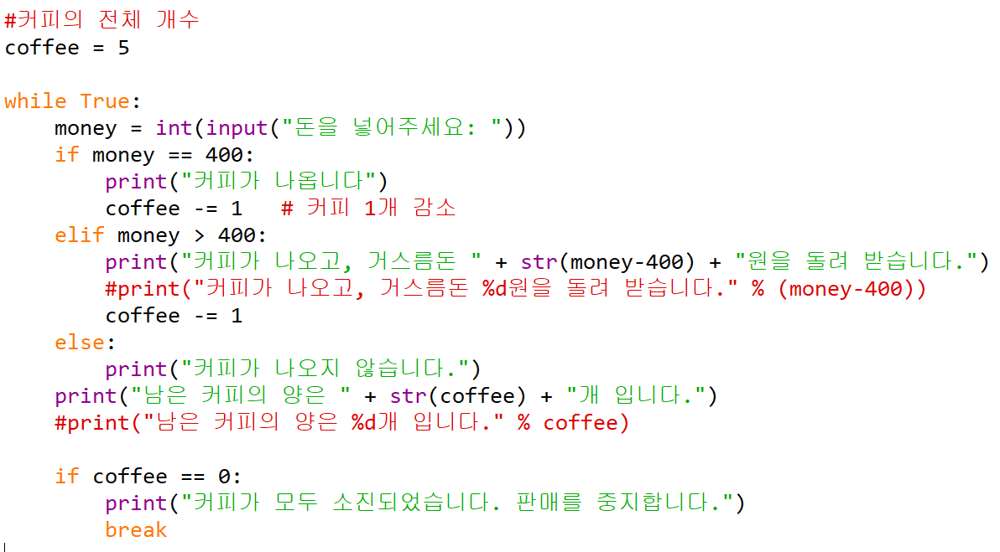 #커피의 전체 개수
coffee = 5

while True:
    money = int(input("돈을 넣어주세요: "))
    if money == 400:
        print("커피가 나옵니다")
        coffee -= 1   # 커피 1개 감소
    elif money > 400:
        print("커피가 나오고, 거스름돈 " + str(money-400) + "원을 돌려 받습니다.")
        #print("커피가 나오고, 거스름돈 %d원을 돌려 받습니다." % (money-400))
        coffee -= 1
    else:
        print("커피가 나오지 않습니다.")
    print("남은 커피의 양은 " + str(coffee) + "개 입니다.")
    #print("남은 커피의 양은 %d개 입니다." % coffee)

    if coffee == 0:
        print("커피가 모두 소진되었습니다. 판매를 중지합니다.")
        break